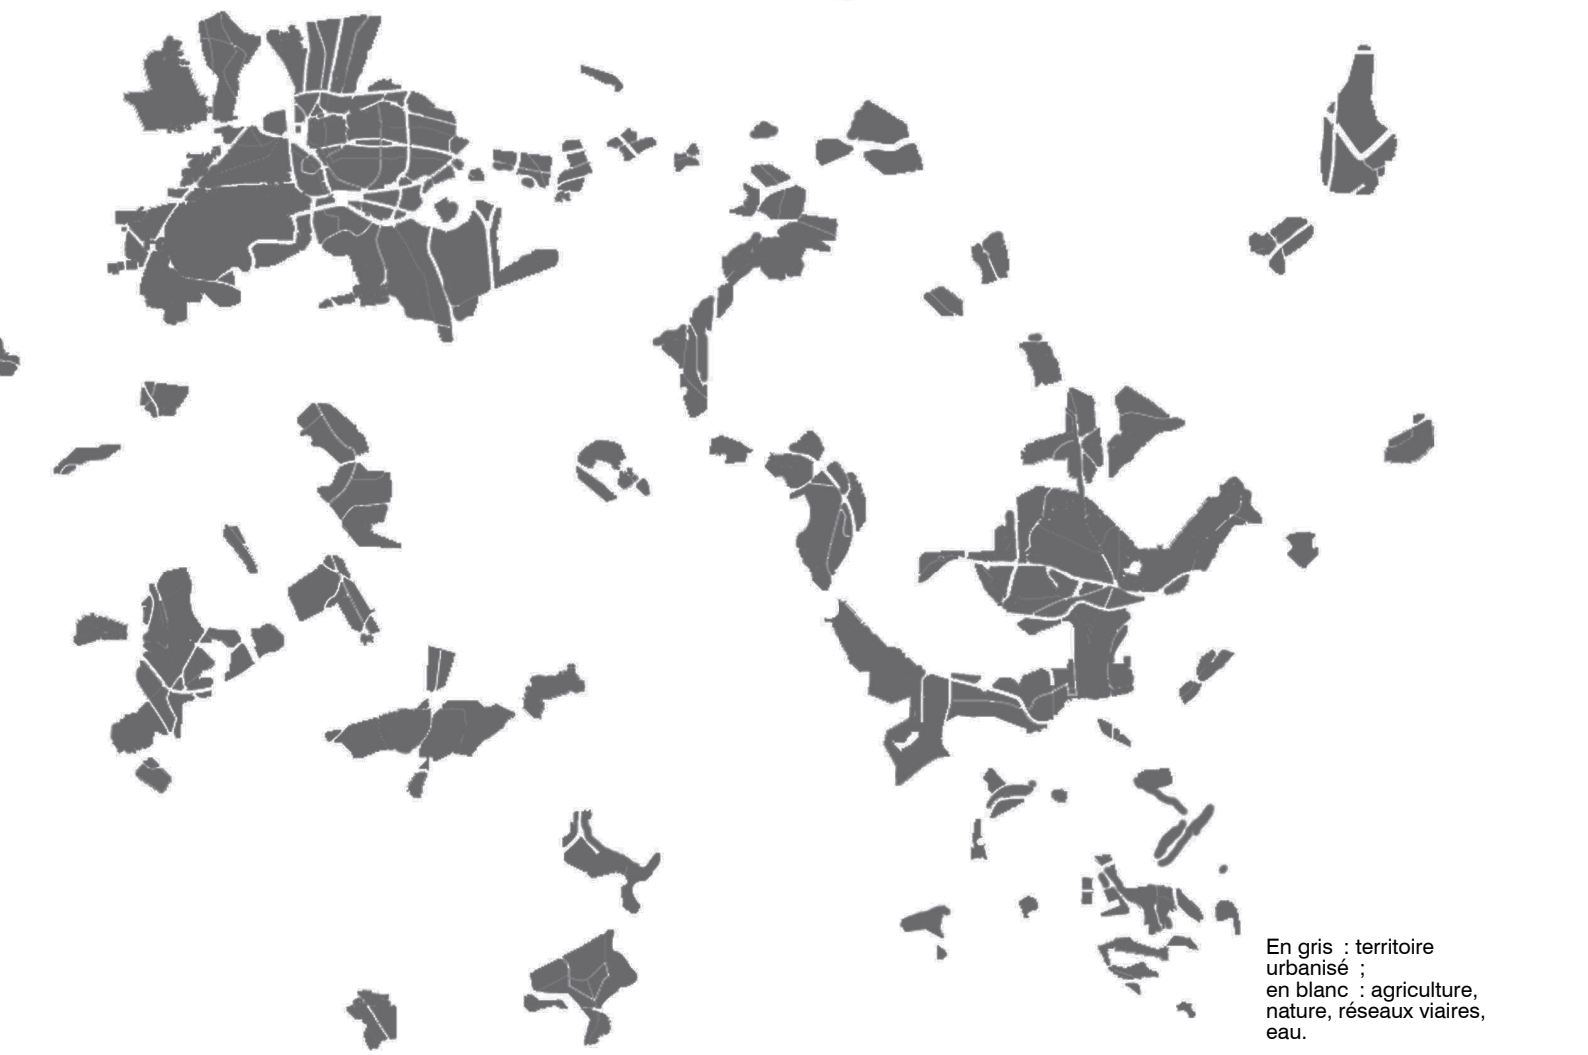 En gris : territoire
urbanisé ;
en blanc : agriculture,
nature, réseaux viaires,
eau.